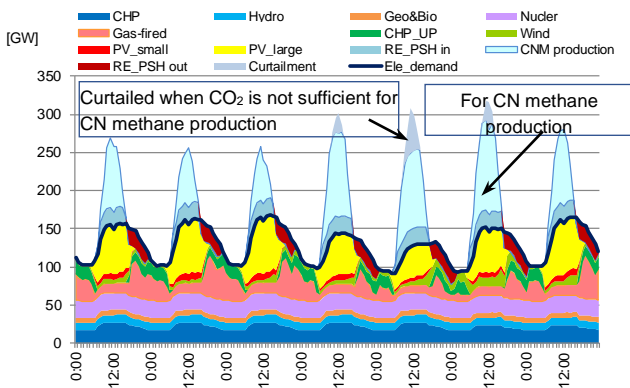 CHP Hydro Geo&Bio Nucler
Gas-fired PV_small PV_large CHP_UP RE_PSH in Wind CNM production
RE_PSH out Curtailment Ele_demand
[GW]
350
300
250
200
150
100
50
0
Curtailed when CO₂ is not sufficient for
CN methane production
For CN methane
production
0:00 12:00 0:00 12:00 0:00 12:00 0:00 12:00 0:00 12:00 0:00 12:00 0:00 12:00